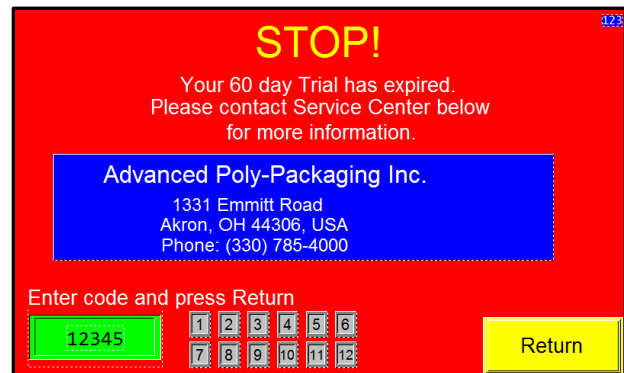 123
STOP!
Your 60 day Trial has expired.
Please contact Service Center below
for more information.
Advanced Poly-Packaging Inc.
1331 Emmitt Road
Akron, OH 44306, USA
Phone: (330) 785-4000
Enter code and press Return
12345
1 2 3 4 5 6
7 8 9 10 11 12
Return